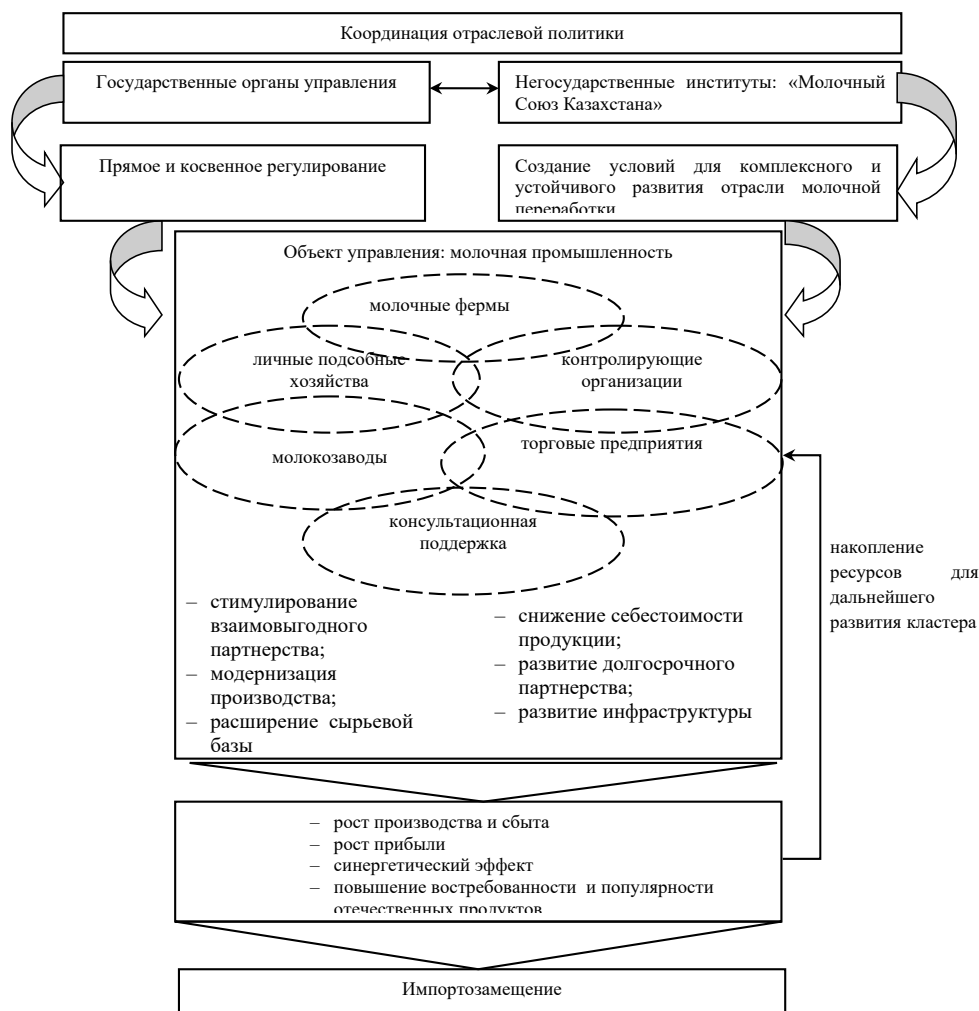 Координация отраслевой политики
Государственные органы управления
Негосударственные институты: «Молочный
Союз Казахстана»
Прямое и косвенное регулирование
Создание условий для комплексного и
устойчивого развития отрасли молочной
переработки
Объект управления: молочная промышленность
молочные фермы
личные подсобные
хозяйства
контролирующие
организации
молокозаводы
торговые предприятия
консультационная
поддержка
– стимулирование
взаимовыгодного
партнерства;
– модернизация
производства;
– расширение сырьевой
базы
– снижение себестоимости
продукции;
– развитие долгосрочного
партнерства;
– развитие инфраструктуры
накопление
ресурсов для
дальнейшего
развития кластера
– рост производства и сбыта
– рост прибыли
– синергетический эффект
– повышение востребованности и популярности
отечественных продуктов
Импортозамещение